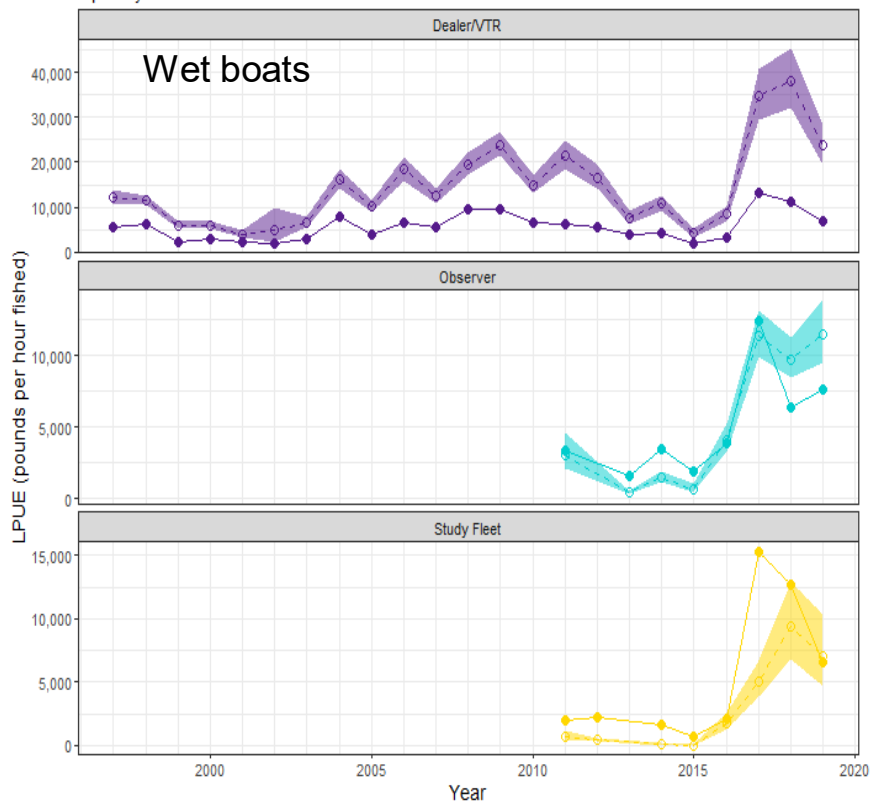 Dealer/VTR
Wet boats
40,000
30,000
20,000
10,000
0
Observer
10,000
5,000
0
Study Fleet
15,000
10,000
5,000
0
LPUE (pounds per hour fished)
2000 2005 2010 2015 2020
Year